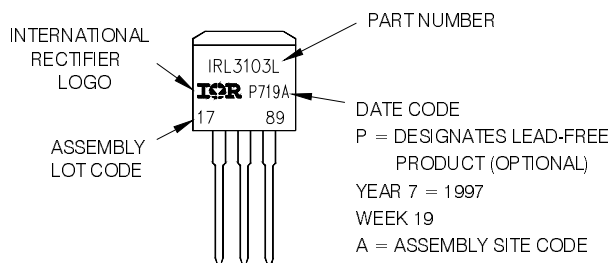 PART NUMBER
INTERNATIONAL
RECTIFIER
LOGO
IRL3103L
IOR P719A
17 89
ASSEMBLY
LOT CODE
DATE CODE
P = DESIGNATES LEAD-FREE
PRODUCT (OPTIONAL)
YEAR 7 = 1997
WEEK 19
A = ASSEMBLY SITE CODE